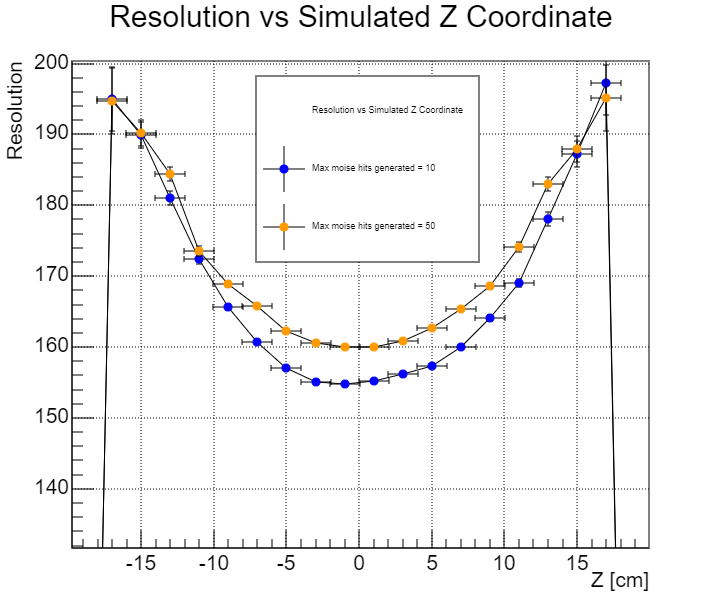 Resolution vs Simulated Z Coordinate
Resolution
200
190
180
170
160
150
140
Resolution vs Simulated Z Coordinate
Max moise hits generated = 10
Max moise hits generated = 50
-15 -10 -5 0 5 10 15
Z [cm]